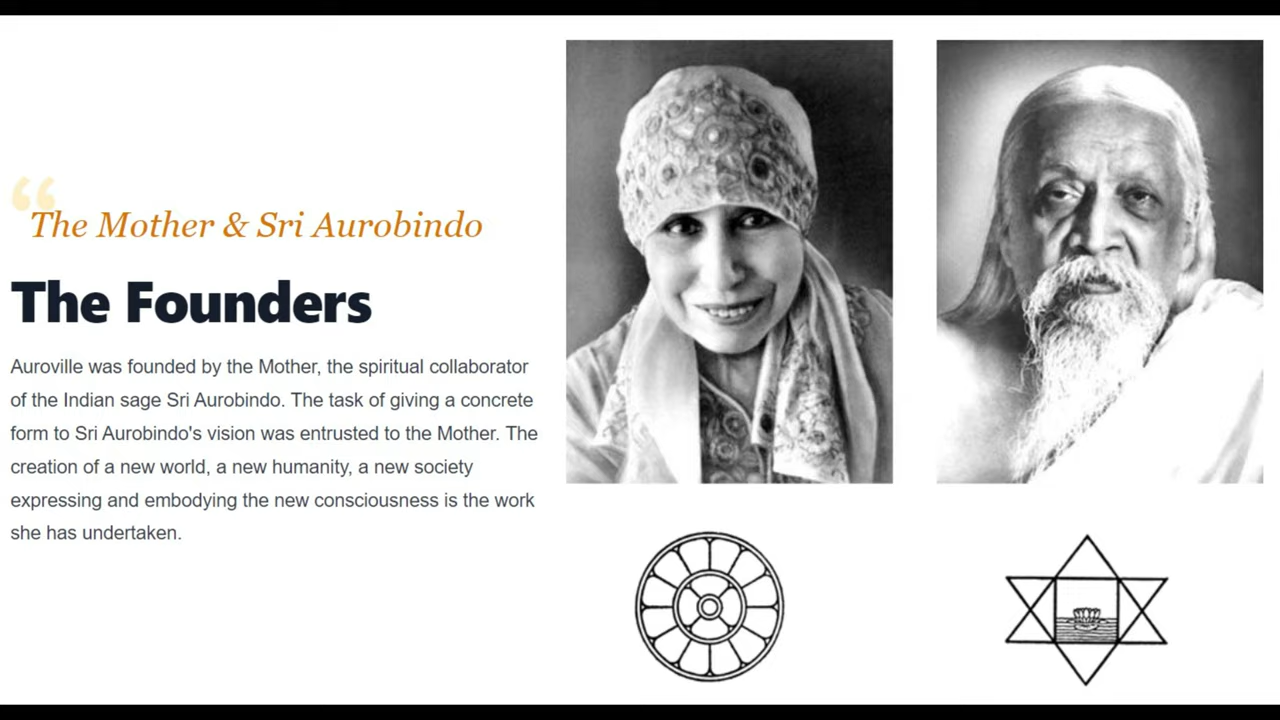 The Mother & Sri Aurobindo
The Founders
Auroville was founded by the Mother, the spiritual collaborator
of the Indian sage Sri Aurobindo. The task of giving a concrete
form to Sri Aurobindo's vision was entrusted to the Mother. The
creation of a new world, a new humanity, a new society
expressing and embodying the new consciousness is the work
she has undertaken.